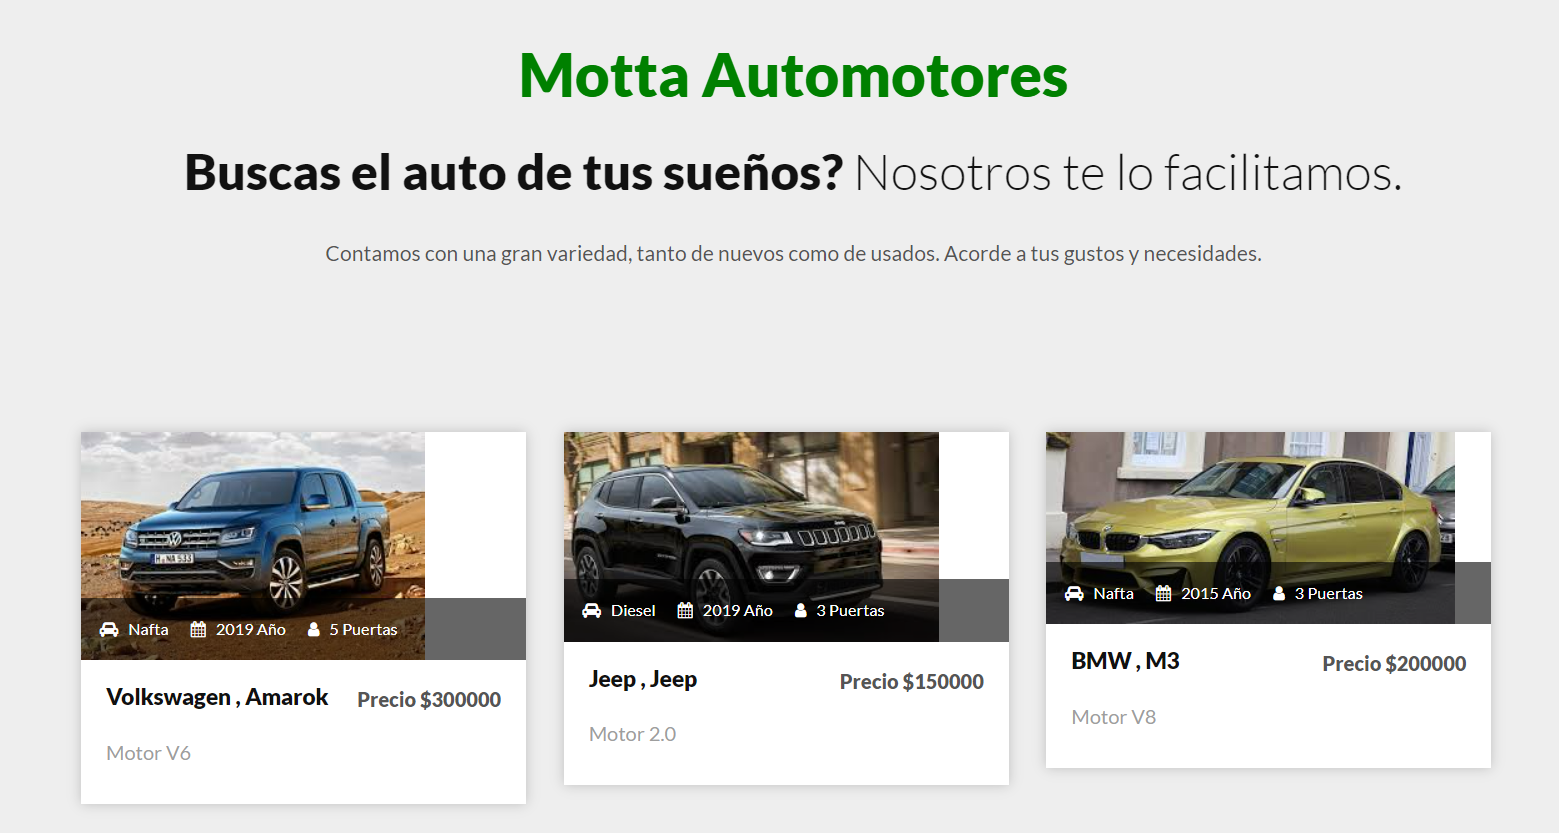 Motta Automotores
Buscas el auto de tus sueños? Nosotros te lo facilitamos.
Contamos con una gran variedad, tanto de nuevos como de usados. Acorde a tus gustos y necesidades.
Nafta 2019 Año 5 Puertas
Volkswagen , Amarok Precio $300000
Motor V6
Diesel 2019 Año 3 Puertas
Jeep , Jeep Precio $150000
Motor 2.0
Nafta 2015 Año 3 Puertas
BMW , M3 Precio $200000
Motor V8